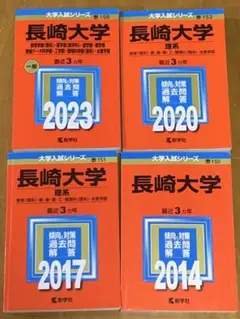 大学入試シリーズ
長崎大学
一般
最近3カ年
傾向と対策
過去問
解答
2023
教学社
大学入試シリーズ
153
長崎大学
理系
最近3カ年
傾向と対策
過去問
解答
2020
教学社
大学入試シリーズ
151
長崎大学
理系
最近3カ年
傾向と対策
過去問
解答
2017
教学社
大学入試シリーズ
150
長崎大学
最近3カ年
傾向と対策
過去問
解答
2014
教学社